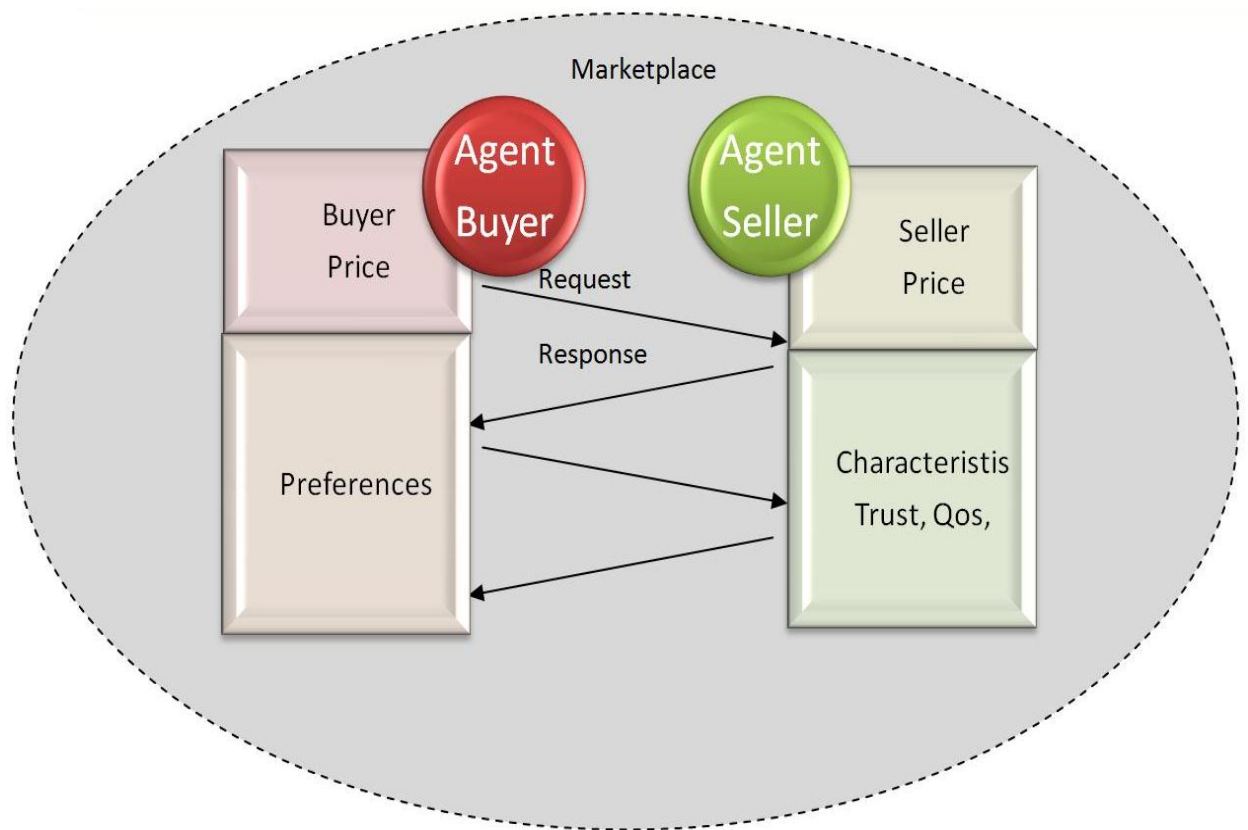 Marketplace
Agent
Buyer
Agent
Seller
Buyer
Price
Seller
Price
Request
Response
Preferences
Characteristis
Trust, Qos,